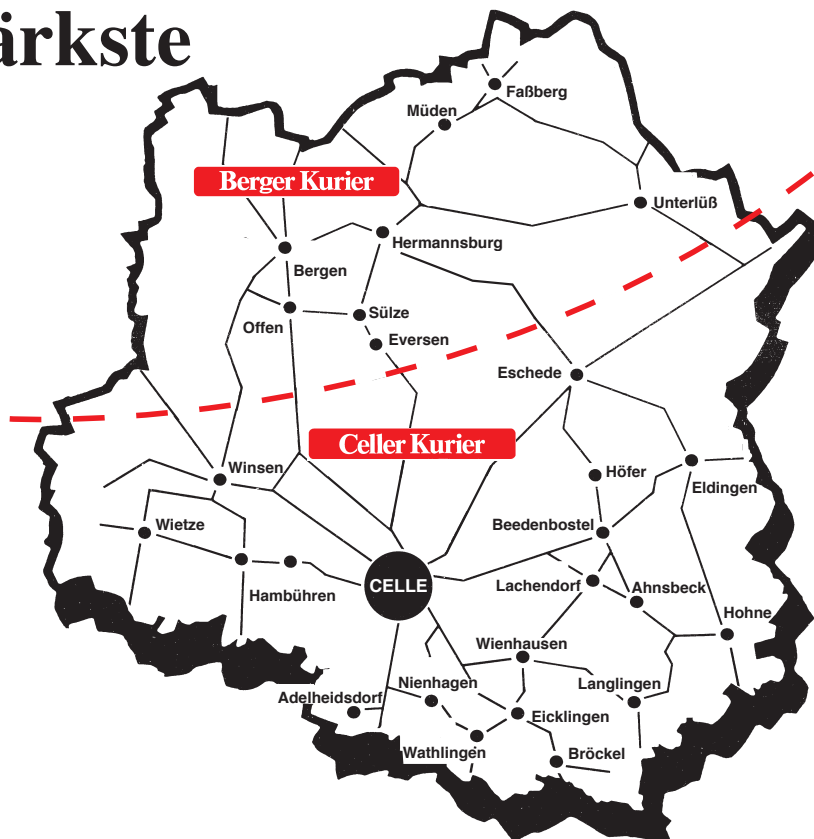 ärkste
Faßberg
Müden
Berger Kurier
Unterlüß
Hermannsburg
Bergen
Sülze
Offen
Eversen
Eschede
Celler Kurier
Winsen
Höfer
Eldingen
Wietze
Beedenbostel
CELLE
Lachendorf
Ahnsbeck
Hambühren
Hohne
Wienhausen
Nienhagen
Langlingen
Adelheidsdorf
Eicklingen
Wathlingen
Bröckel